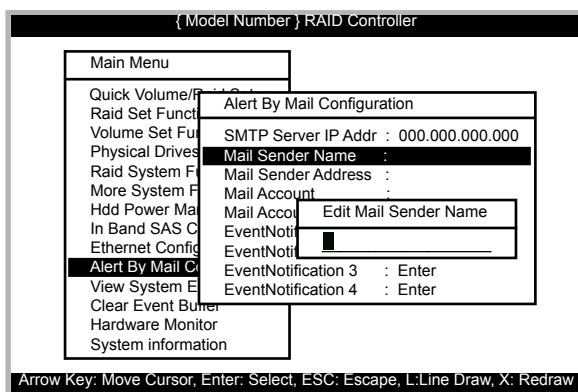 { Model Number } RAID Controller
Main Menu
Quick Volume/
Raid Set Functi
Volume Set Fu
Physical Drives
Raid System F
More System F
Hdd Power Ma
In Band SAS C
Ethernet Config
Alert By Mail Co
View System E
Clear Event Buffer
Hardware Monitor
System information
Alert By Mail Configuration
SMTP Server IP Addr : 000.000.000.000
Mail Sender Name :
Mail Sender Address :
Mail Account :
Mail Accou
EventNotif
EventNotif
EventNotification 3 : Enter
EventNotification 4 : Enter
Edit Mail Sender Name
Arrow Key: Move Cursor, Enter: Select, ESC: Escape, L:Line Draw, X: Redraw